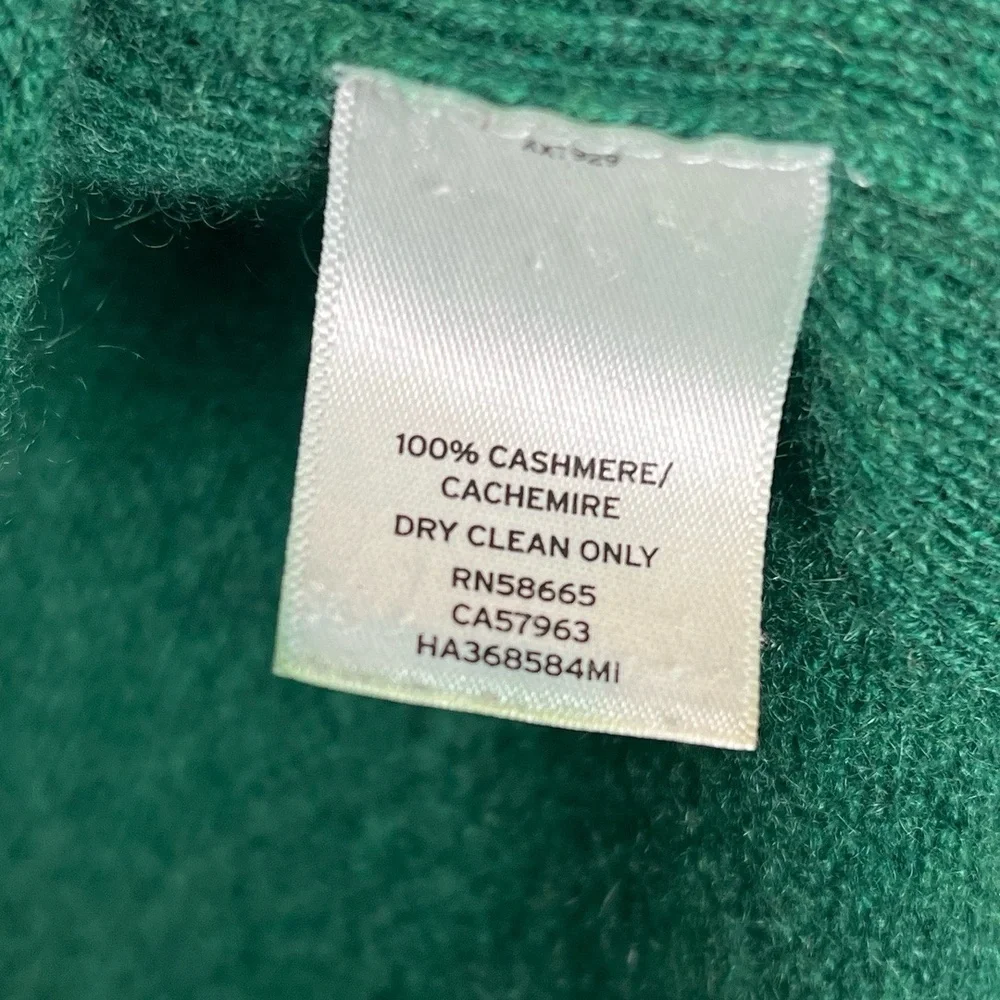 100% CASHMERE/
CACHEMIRE
DRY CLEAN ONLY
RN58665
CA57963
HA368584MI